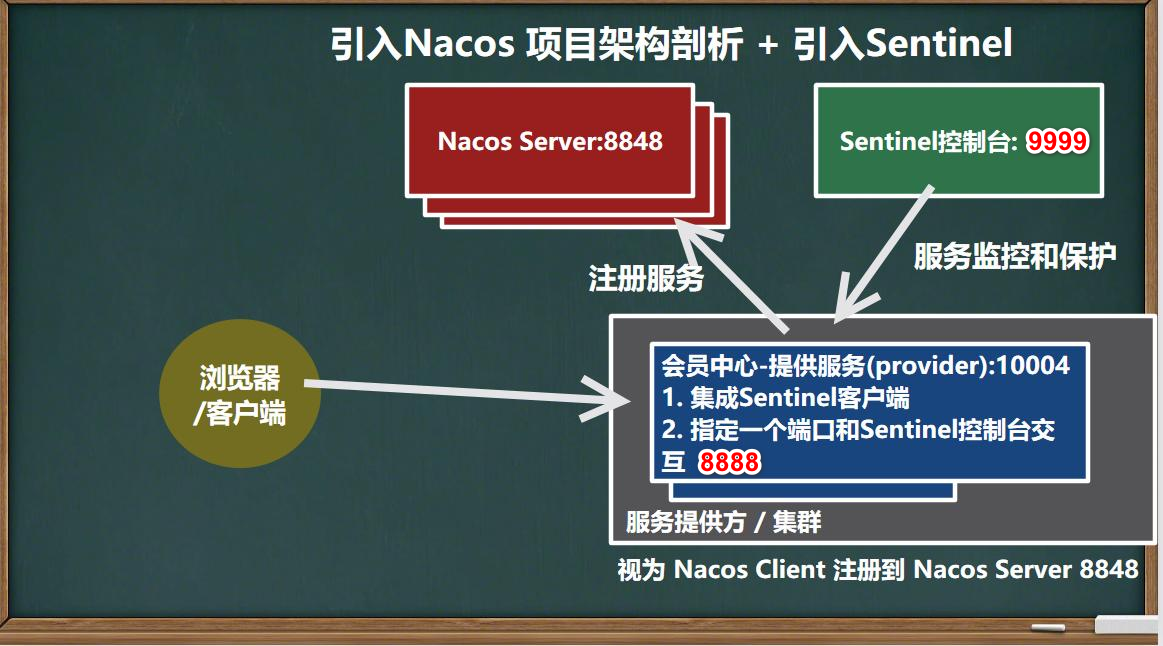 引入Nacos 项目架构剖析 + 引入Sentinel
Nacos Server:8848
Sentinel控制台: 9999
注册服务
服务监控和保护
浏览器
/客户端
会员中心-提供服务(provider):10004
1. 集成Sentinel客户端
2. 指定一个端口和Sentinel控制台交
互 8888
服务提供方 / 集群
视为 Nacos Client 注册到 Nacos Server 8848